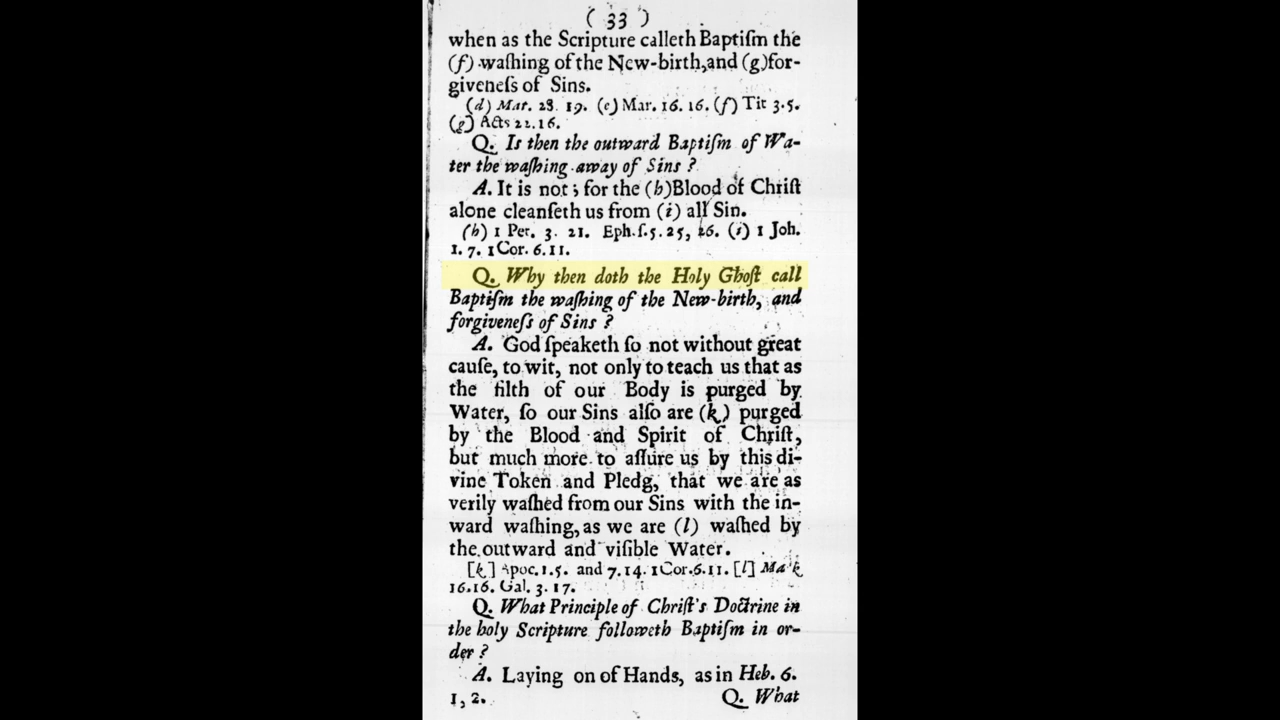 ( 33 )
when as the Scripture calleth Baptiſm the
(f) waſhing of the New-birth,and (g)for-
giveneſs of Sins.
(d) Mat. 28. 19. (e) Mar. 16. 16. (f) Tit 3.5.
(g) Acts 22.16.
Q. Is then the outward Baptiſm of Wa-
ter the waſhing away of Sins ?
A. It is not ; for the (h)Blood of Chriſt
alone cleanſeth us from (i) all Sin.
(h) 1 Pet. 3. 21. Eph.ſ.5.25, 26. (i) 1 Joh.
1. 7. 1 Cor. 6.11.
Q. Why then doth the Holy Ghoſt call
Baptiſm the waſhing of the New-birth, and
forgiveneſs of Sins ?
A. God ſpeaketh ſo not without great
cauſe, to wit, not only to teach us that as
the filth of our Body is purged by
Water, ſo our Sins alſo are (k) purged
by the Blood and Spirit of Chriſt,
but much more to aſſure us by this di-
vine Token and Pledg, that we are as
verily waſhed from our Sins with the in-
ward waſhing, as we are (l) waſhed by
the outward and viſible Water.
[k] Apoc. 1.5. and 7.14. 1Cor.6.11. [l] Mark
16.16. Gal. 3. 17.
Q. What Principle of Chriſt's Doctrine in
the holy Scripture followeth Baptiſm in or-
der ?
A. Laying on of Hands, as in Heb. 6.
1, 2. Q. What